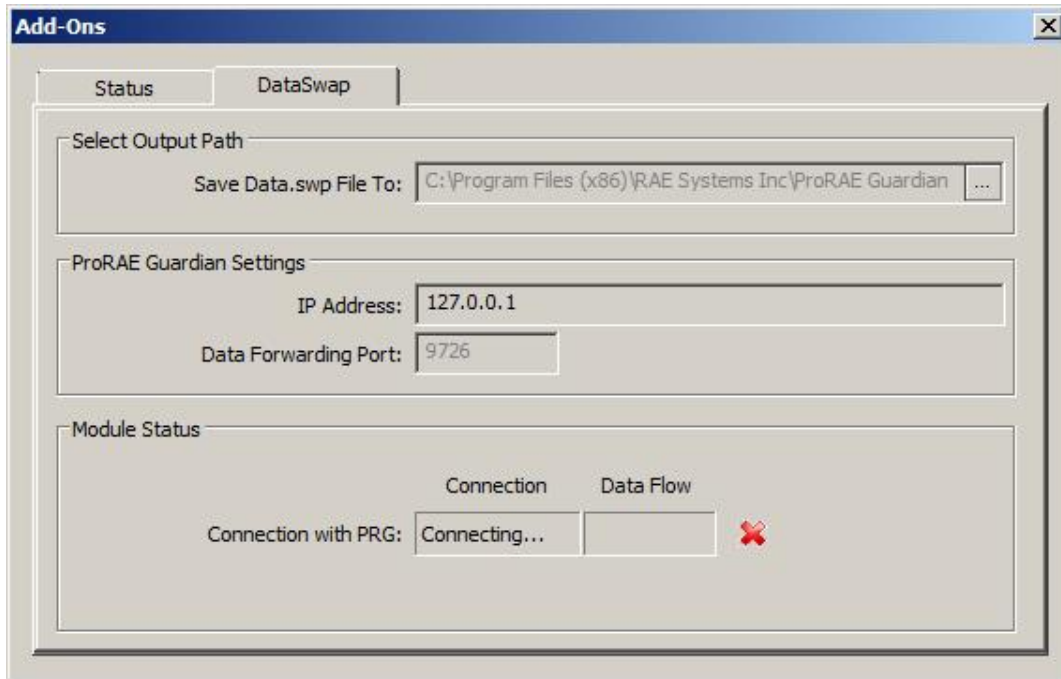 Add-Ons
Status DataSwap
Select Output Path
Save Data.swp File To: C:\Program Files (x86)\RAE Systems Inc\ProRAE Guardian ...
ProRAE Guardian Settings
IP Address: 127.0.0.1
Data Forwarding Port: 9726
Module Status
Connection Data Flow
Connection with PRG: Connecting...